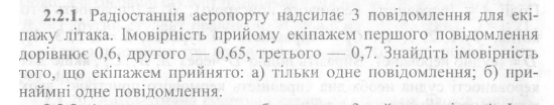 2.2.1. Радіостанція аеропорту надсилає 3 повідомлення для екі-
пажу літака. Імовірність прийому екіпажем першого повідомлення
дорівнює 0,6, другого — 0,65, третього — 0,7. Знайдіть імовірність
того, що екіпажем прийнято: а) тільки одне повідомлення; б) при-
наймні одне повідомлення.